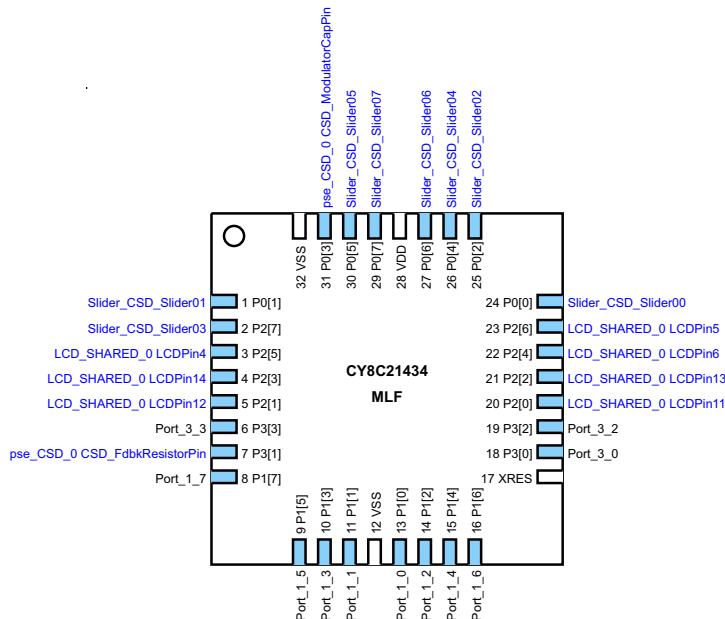 pse_CSD_0 CSD_ModulatorCapPin
Slider_CSD_Slider05
Slider_CSD_Slider07
Slider_CSD_Slider06
Slider_CSD_Slider04
Slider_CSD_Slider02
32 VSS
31 P0[3]
30 P0[5]
29 P0[7]
28 VDD
27 P0[6]
26 P0[4]
25 P0[2]
Slider_CSD_Slider01 1 P0[1]
Slider_CSD_Slider03 2 P2[7]
LCD_SHARED_0 LCDPin4 3 P2[5]
LCD_SHARED_0 LCDPin14 4 P2[3]
LCD_SHARED_0 LCDPin12 5 P2[1]
Port_3_3 6 P3[3]
pse_CSD_0 CSD_FdbkResistorPin 7 P3[1]
Port_1_7 8 P1[7]
CY8C21434
MLF
24 P0[0] Slider_CSD_Slider00
23 P2[6] LCD_SHARED_0 LCDPin5
22 P2[4] LCD_SHARED_0 LCDPin6
21 P2[2] LCD_SHARED_0 LCDPin13
20 P2[0] LCD_SHARED_0 LCDPin11
19 P3[2] Port_3_2
18 P3[0] Port_3_0
17 XRES
9 P1[5]
10 P1[3]
11 P1[1]
12 VSS
13 P1[0]
14 P1[2]
15 P1[4]
16 P1[6]
Port_1_5
Port_1_3
Port_1_1
Port_1_0
Port_1_2
Port_1_4
Port_1_6